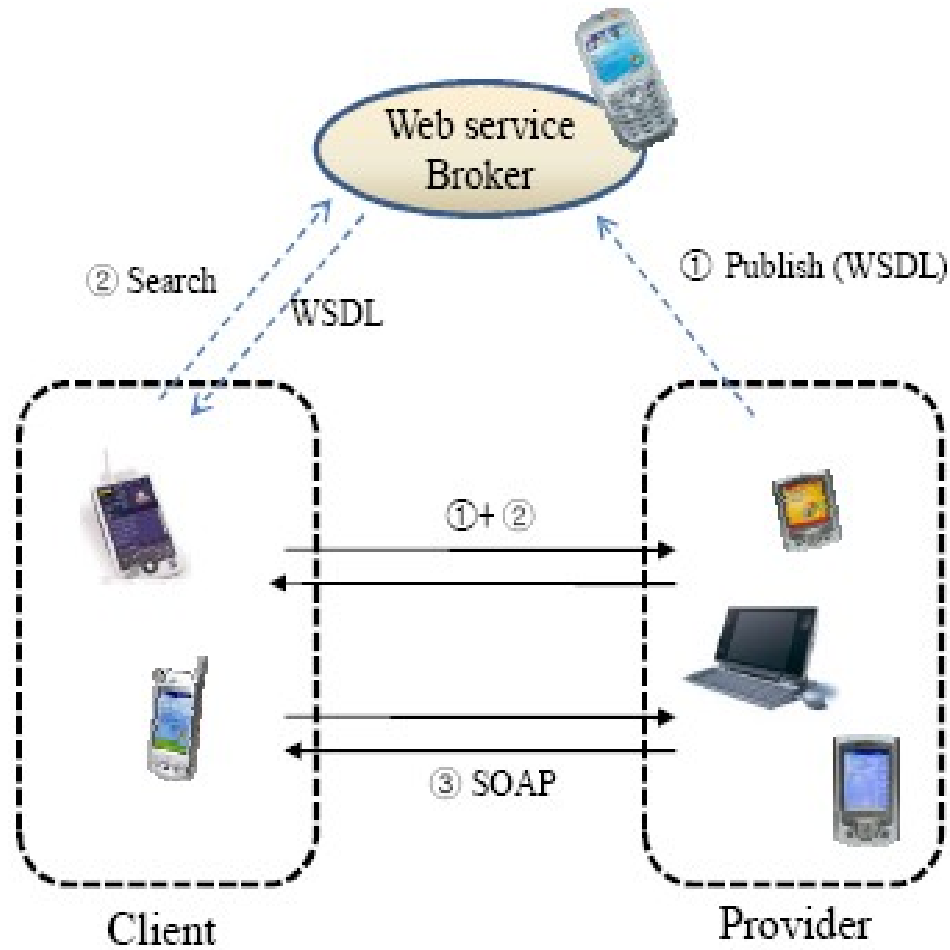 Web service
Broker
② Search
WSDL
① Publish (WSDL)
①+ ②
③ SOAP
Client
Provider